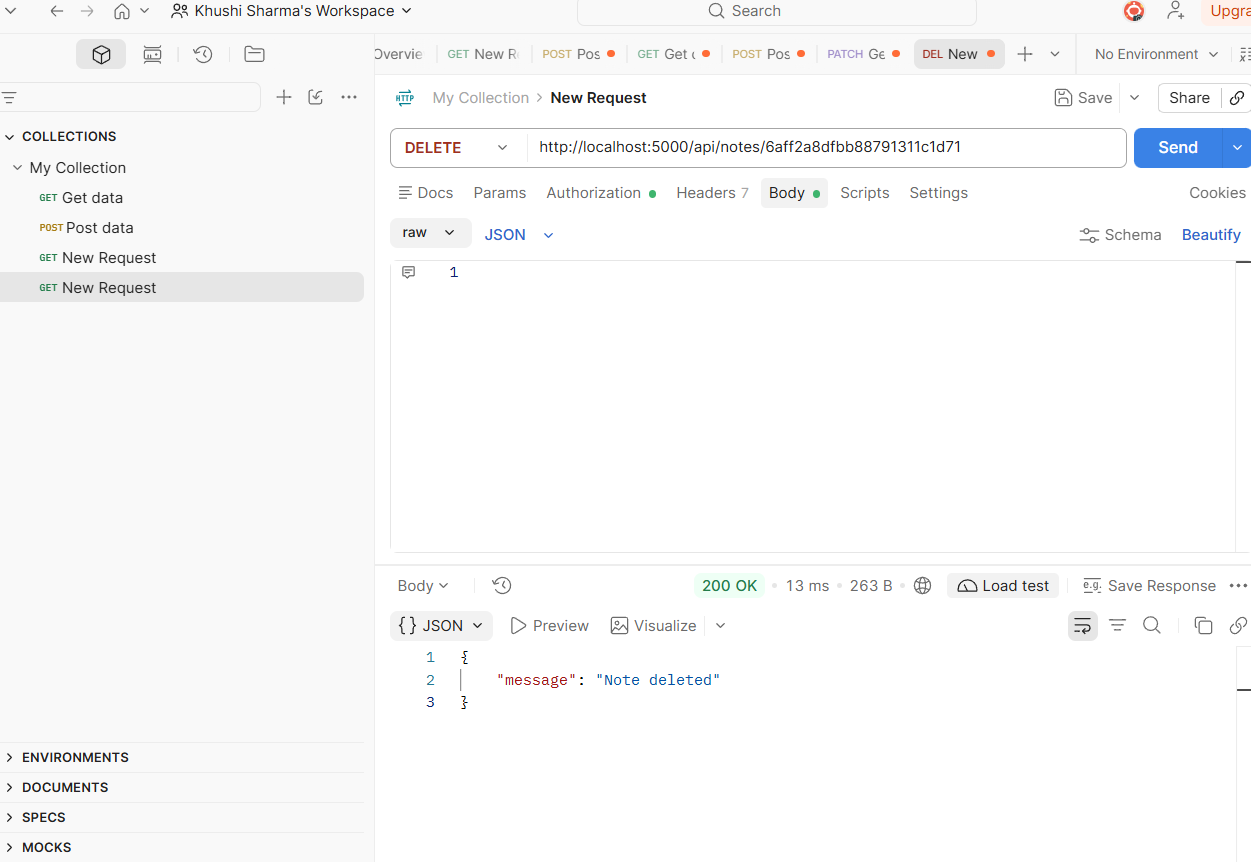 Khushi Sharma's Workspace
Search
Upgra
Overvie
GET New R
POST Pos
GET Get
POST Pos
PATCH Ge
DEL New
No Environment
HTTP
My Collection > New Request
Save
Share
COLLECTIONS
My Collection
GET Get data
POST Post data
GET New Request
GET New Request
DELETE
http://localhost:5000/api/notes/6aff2a8dfbb88791311c1d71
Send
Docs
Params
Authorization
Headers 7
Body
Scripts
Settings
Cookies
raw
JSON
Schema
Beautify
1
Body
200 OK
13 ms
263 B
Load test
e.g. Save Response
{} JSON
Preview
Visualize
1 {
2 "message": "Note deleted"
3 }
ENVIRONMENTS
DOCUMENTS
SPECS
MOCKS